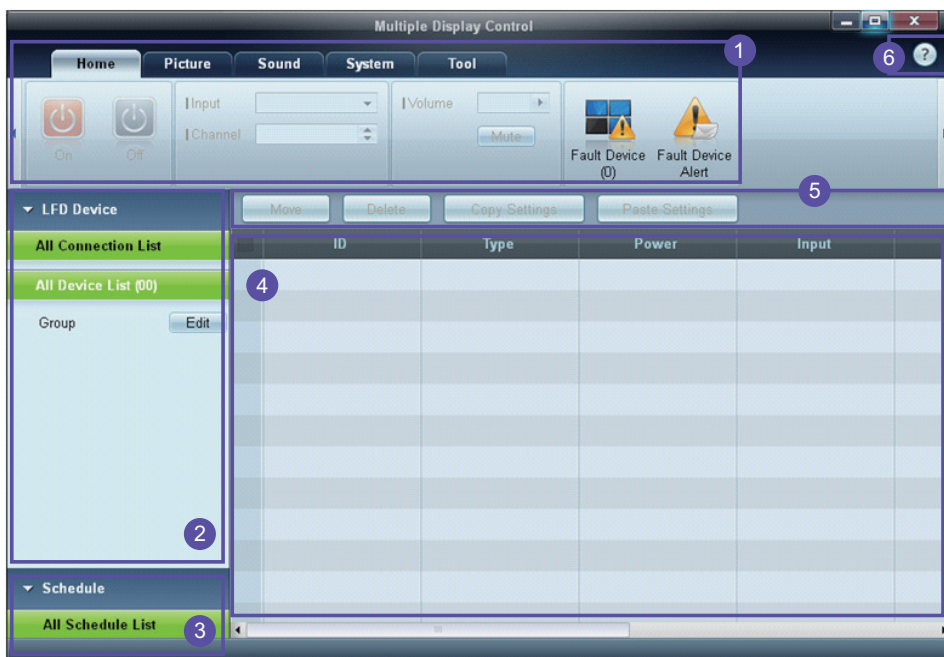 Multiple Display Control
1
6
?
Home Picture Sound System Tool
Input
Volume
Channel
Mute
On Off
Fault Device (0)
Fault Device Alert
5
LFD Device
Move Delete Copy Settings Paste Settings
All Connection List
ID Type Power Input
All Device List (00)
4
Group Edit
2
Schedule
All Schedule List
3